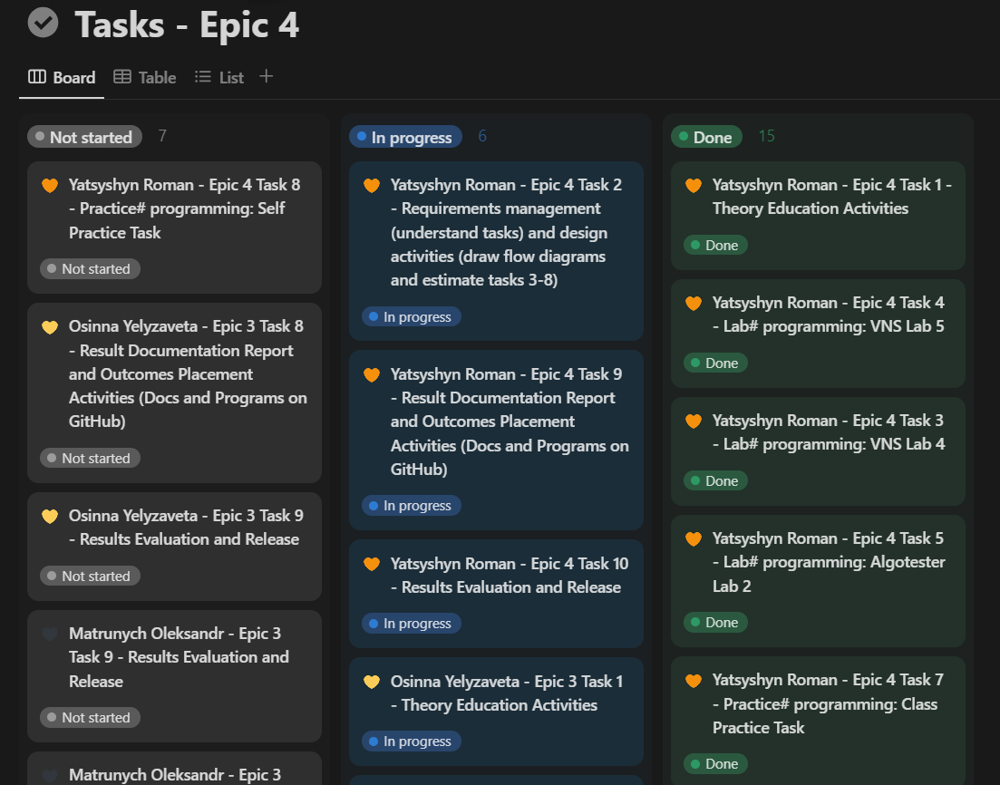 Tasks - Epic 4
Board
Table
List
Not started 7
Yatsyshyn Roman - Epic 4 Task 8
- Practice# programming: Self
Practice Task
Not started
Osinna Yelyzaveta - Epic 3 Task 8
- Result Documentation Report
and Outcomes Placement
Activities (Docs and Programs on
GitHub)
Not started
Osinna Yelyzaveta - Epic 3 Task 9
- Results Evaluation and Release
Not started
Matrunych Oleksandr - Epic 3
Task 9 - Results Evaluation and
Release
Not started
Matrunych Oleksandr - Epic 3
In progress 6
Yatsyshyn Roman - Epic 4 Task 2
- Requirements management
(understand tasks) and design
activities (draw flow diagrams
and estimate tasks 3-8)
In progress
Yatsyshyn Roman - Epic 4 Task 9
- Result Documentation Report
and Outcomes Placement
Activities (Docs and Programs on
GitHub)
In progress
Yatsyshyn Roman - Epic 4 Task 10
- Results Evaluation and Release
In progress
Osinna Yelyzaveta - Epic 3 Task 1
- Theory Education Activities
In progress
Done 15
Yatsyshyn Roman - Epic 4 Task 1 -
Theory Education Activities
Done
Yatsyshyn Roman - Epic 4 Task 4
- Lab# programming: VNS Lab 5
Done
Yatsyshyn Roman - Epic 4 Task 3
- Lab# programming: VNS Lab 4
Done
Yatsyshyn Roman - Epic 4 Task 5
- Lab# programming: Algotester
Lab 2
Done
Yatsyshyn Roman - Epic 4 Task 7
- Practice# programming: Class
Practice Task
Done